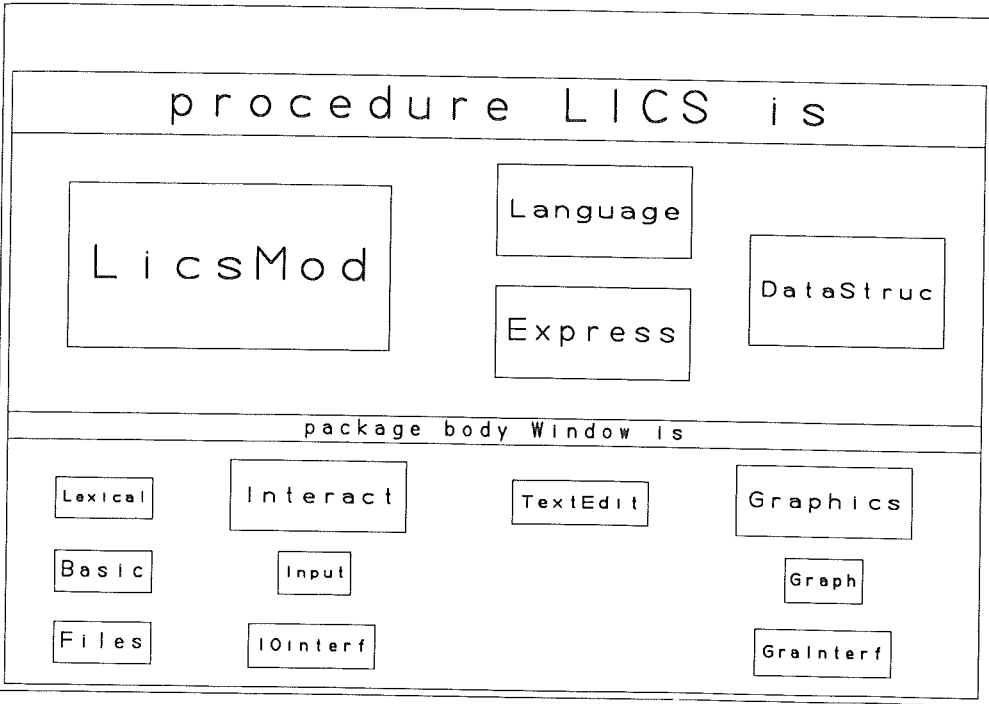 procedure LICS is
LicsMod
Language
Express
DataStruc
package body Window is
Lexical
Interact
TextEdit
Graphics
Basic
Input
Graph
Files
IOinterf
GraInterf